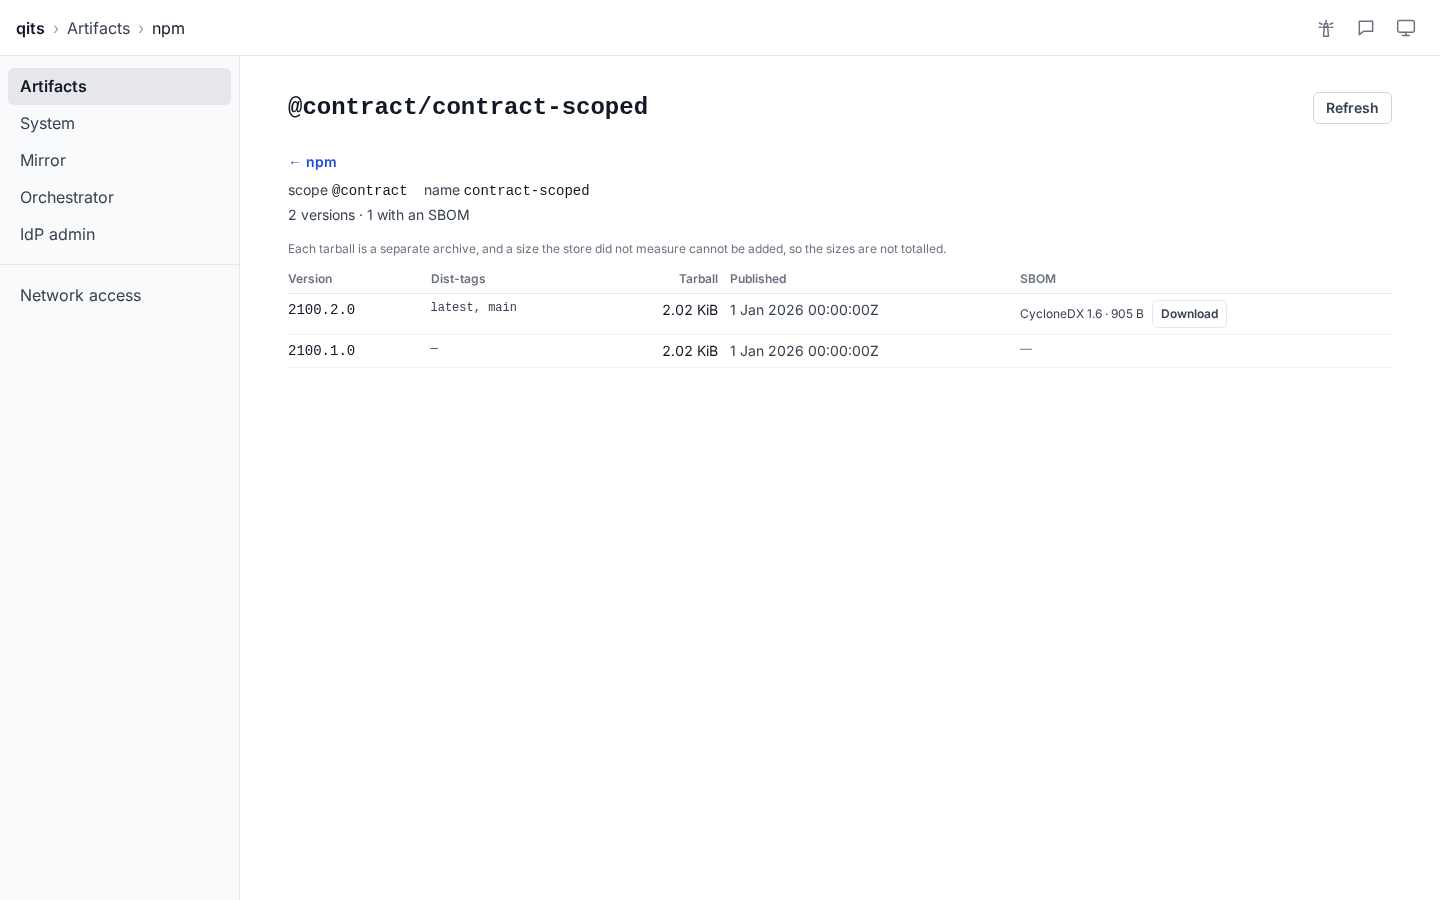 qits › Artifacts › npm
Artifacts
System
Mirror
Orchestrator
IdP admin
Network access
@contract/contract-scoped
Refresh
← npm
scope @contract name contract-scoped
2 versions · 1 with an SBOM
Each tarball is a separate archive, and a size the store did not measure cannot be added, so the sizes are not totalled.
Version Dist-tags Tarball Published SBOM
2100.2.0 latest, main 2.02 KiB 1 Jan 2026 00:00:00Z CycloneDX 1.6 · 905 B Download
2100.1.0 — 2.02 KiB 1 Jan 2026 00:00:00Z —